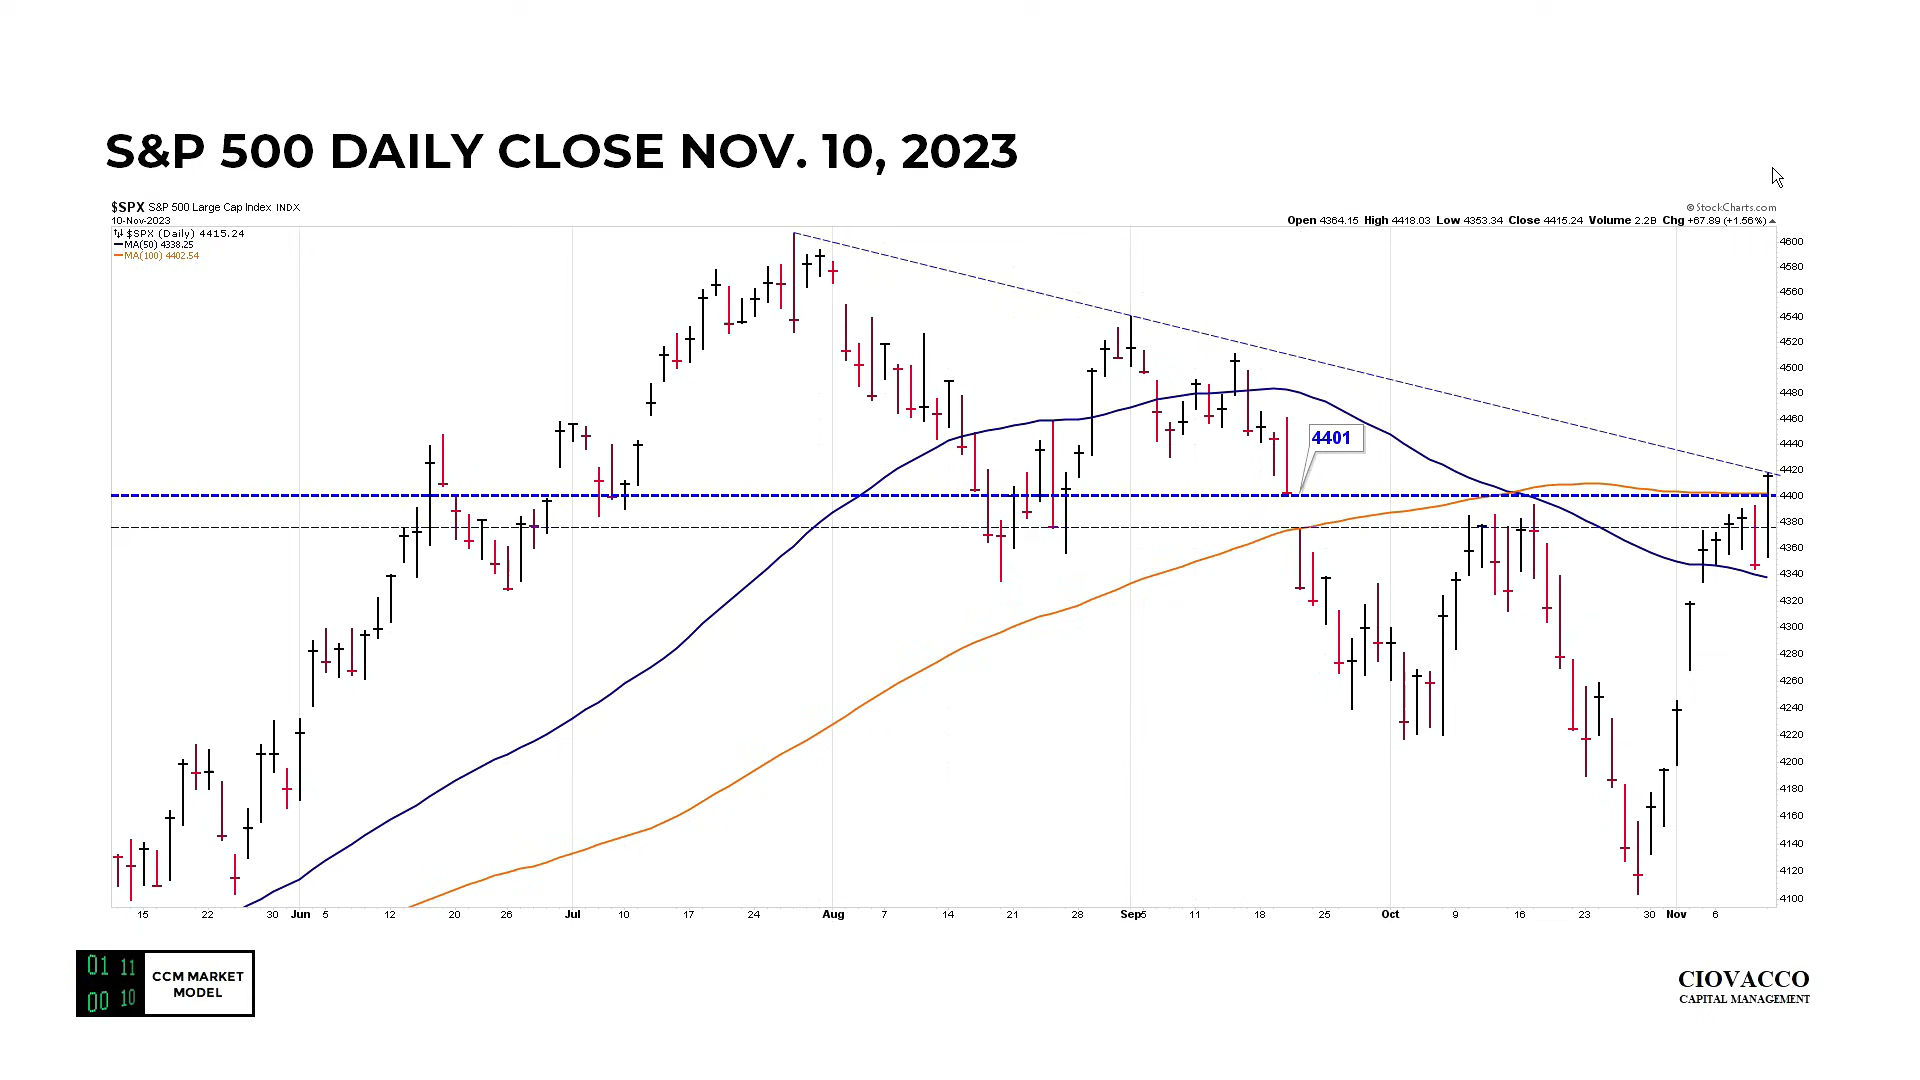 S&P 500 DAILY CLOSE NOV. 10, 2023
$SPX S&P 500 Large Cap Index INDX
© StockCharts.com
10-Nov-2023
Open 4364.15 High 4418.03 Low 4353.34 Close 4415.24 Volume 2.2B Chg +67.89 (+1.56%)
$SPX (Daily) 4415.24
MA(50) 4338.25
MA(100) 4402.54
4401
4600
4580
4560
4540
4520
4500
4480
4460
4440
4420
4400
4380
4360
4340
4320
4300
4280
4260
4240
4220
4200
4180
4160
4140
4120
4100
15 22 30 Jun 5 12 20 26 Jul 10 17 24 Aug 7 14 21 28 Sep 5 11 18 25 Oct 9 16 23 30 Nov 6
01 11
00 10
CCM MARKET
MODEL
CIOVACCO
CAPITAL MANAGEMENT